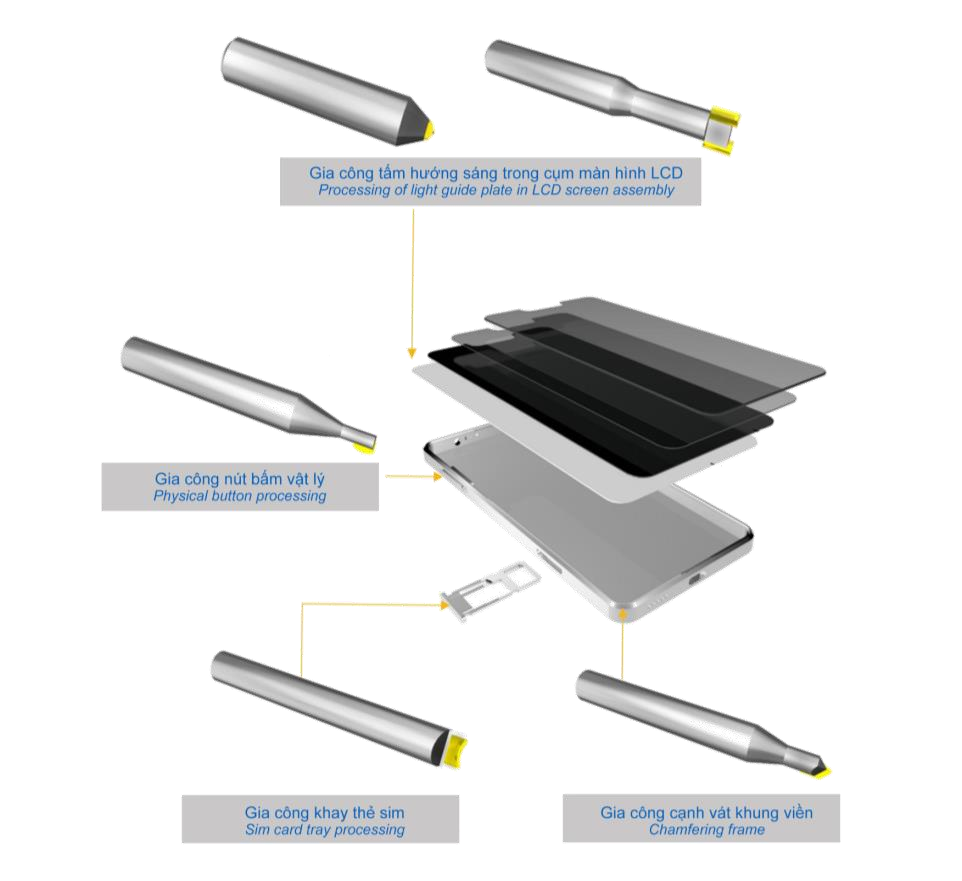 Gia công tấm hướng sáng trong cụm màn hình LCD
Processing of light guide plate in LCD screen assembly
Gia công nút bấm vật lý
Physical button processing
Gia công khay thẻ sim
Sim card tray processing
Gia công cạnh vát khung viền
Chamfering frame